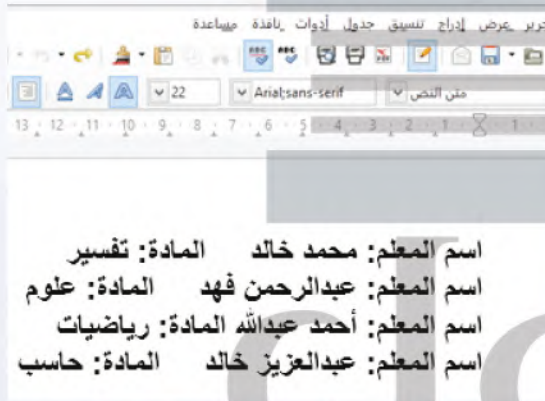 تحرير عرض إدراج تنسيق جدول أدوات نافذة مساعدة
متن النص Arial;sans-serif 22
13 12 11 10 9 8 7 6 5 4 3 2 1 1
اسم المعلم: محمد خالد المادة: تفسير
اسم المعلم: عبدالرحمن فهد المادة: علوم
اسم المعلم: أحمد عبدالله المادة: رياضيات
اسم المعلم: عبدالعزيز خالد المادة: حاسب